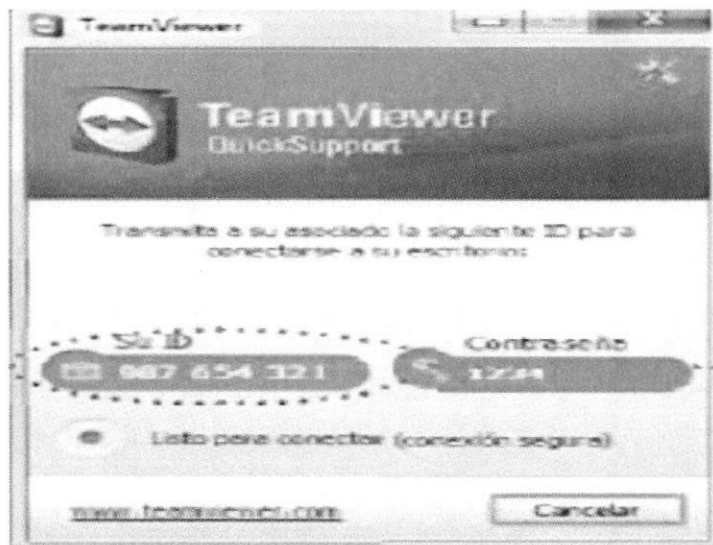 TeamViewer
TeamViewer
QuickSupport
Transmita a su asociado la siguiente ID para
conectarse a su escritorio:
Su ID
987 654 321
Contraseña
1234
Listo para conectar (conexión segura)
www.teamviewer.com
Cancelar